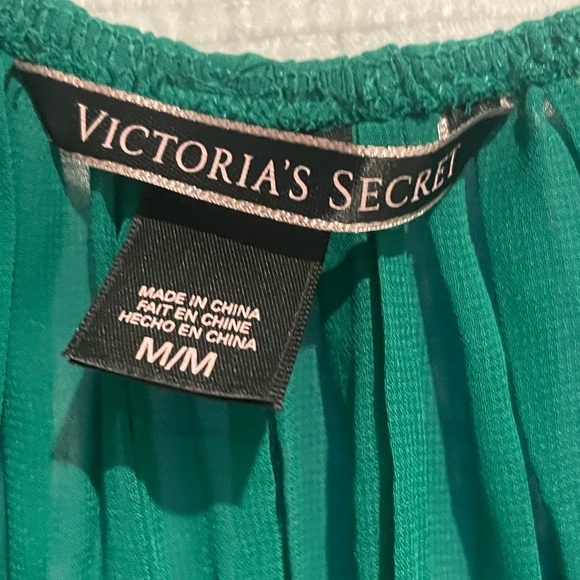 VICTORIA'S SECRET
MADE IN CHINA
FAIT EN CHINE
HECHO EN CHINA
M/M